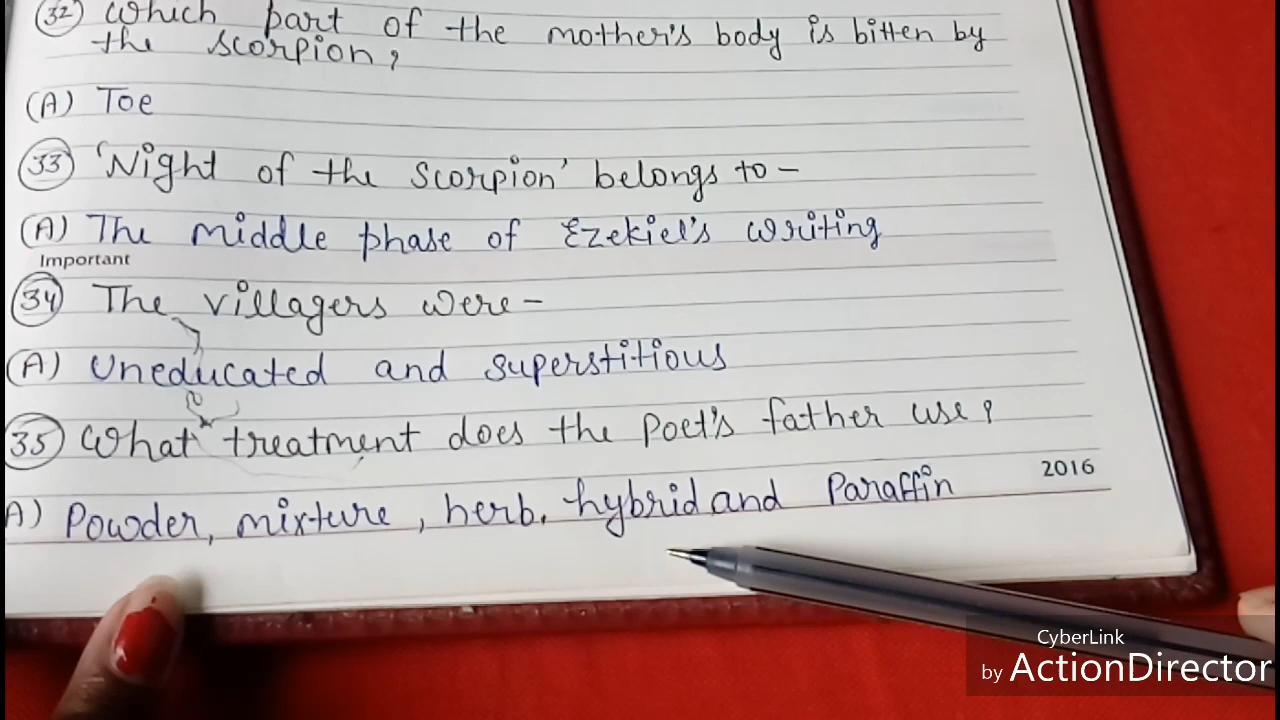 (32) Which part of the mother's body is bitten by
the scorpion?
(A) Toe
(33) 'Night of the Scorpion' belongs to -
(A) The middle phase of Ezekiel's writing
Important
(34) The villagers were -
(A) Uneducated and superstitious
(35) What treatment does the Poet's father use?
2016
A) Powder, mixture, herb, hybrid and Paraffin
CyberLink
by ActionDirector